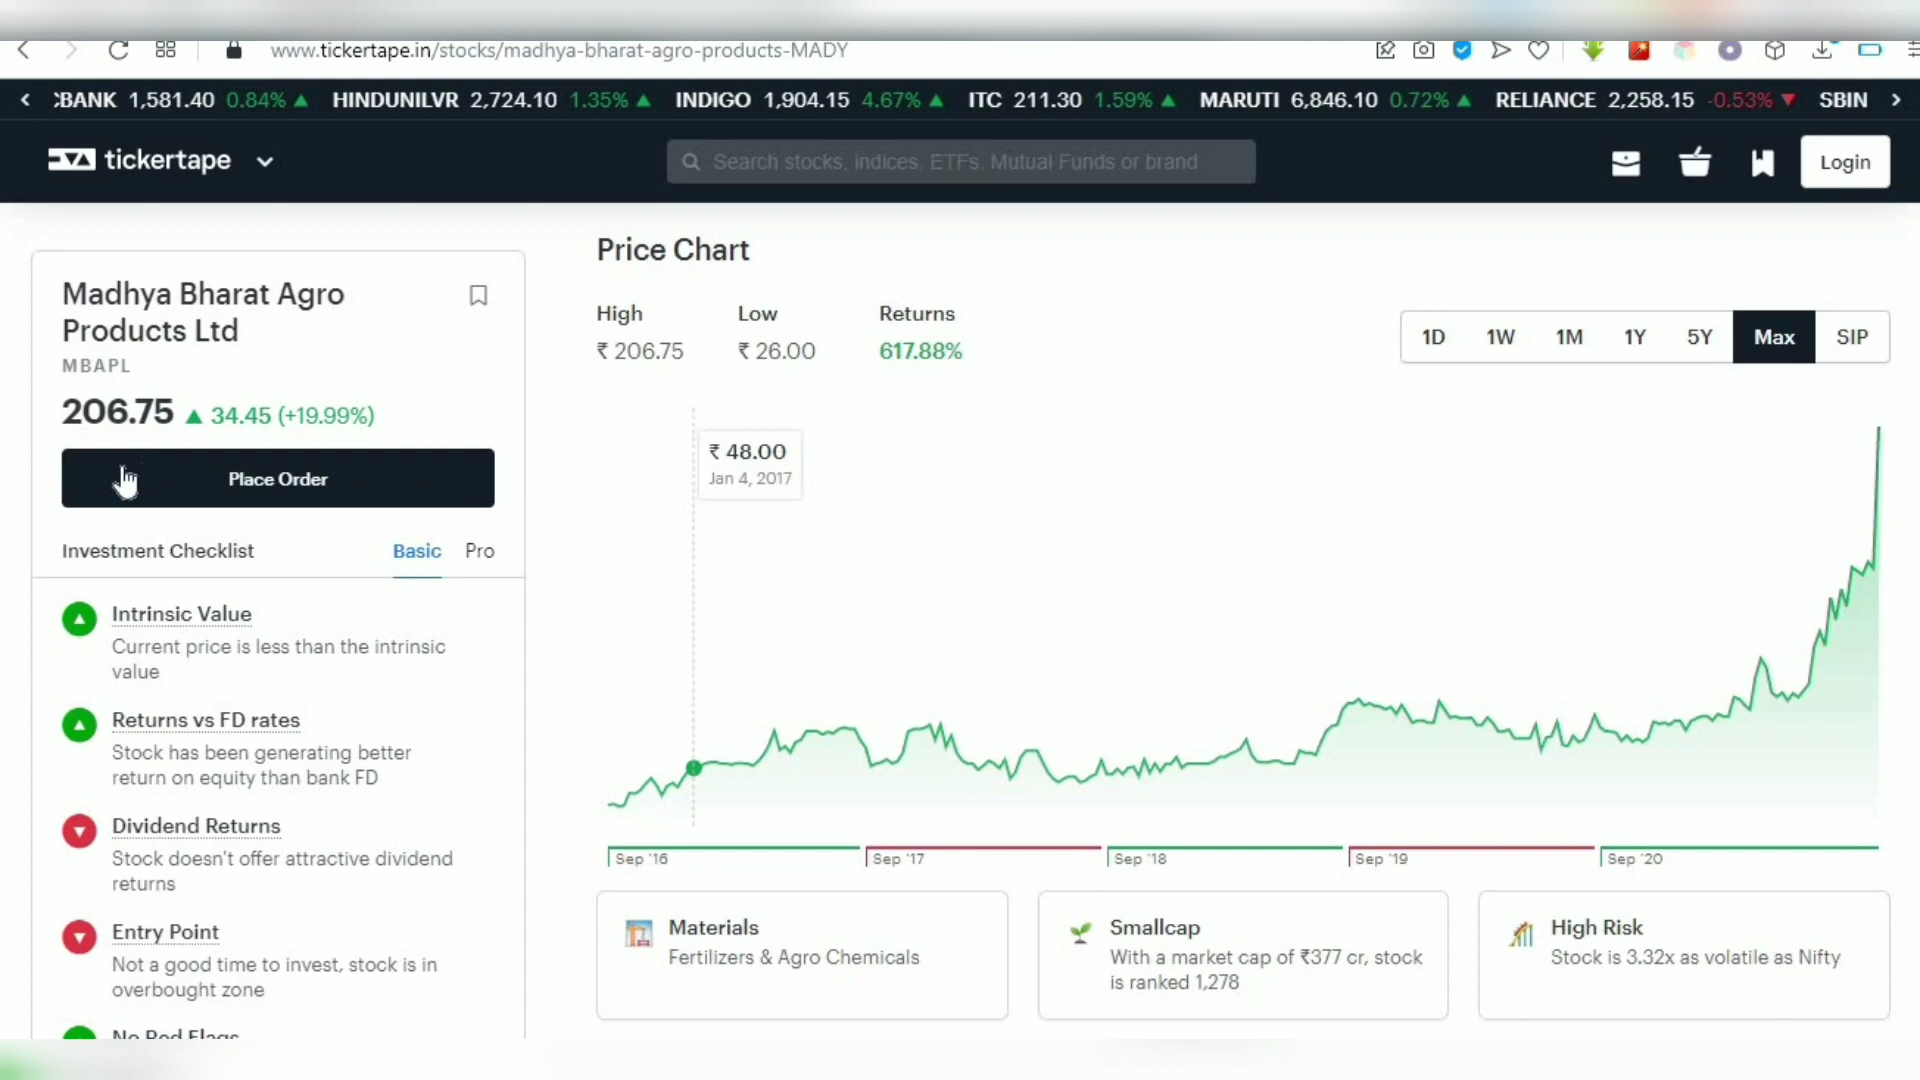 www.tickertape.in/stocks/madhya-bharat-agro-products-MADY
BANK 1,581.40 0.84% ▲ HINDUNILVR 2,724.10 1.35% ▲ INDIGO 1,904.15 4.67% ▲ ITC 211.30 1.59% ▲ MARUTI 6,846.10 0.72% ▲ RELIANCE 2,258.15 -0.53% ▼ SBIN
tickertape
Search stocks, indices, ETFs, Mutual Funds or brand
Login
Madhya Bharat Agro
Products Ltd
MBAPL
206.75 ▲ 34.45 (+19.99%)
Place Order
Investment Checklist Basic Pro
Intrinsic Value
Current price is less than the intrinsic
value
Returns vs FD rates
Stock has been generating better
return on equity than bank FD
Dividend Returns
Stock doesn't offer attractive dividend
returns
Entry Point
Not a good time to invest, stock is in
overbought zone
No Red Flags
Price Chart
High Low Returns
₹ 206.75 ₹ 26.00 617.88%
1D 1W 1M 1Y 5Y Max SIP
₹ 48.00
Jan 4, 2017
Sep '16 Sep '17 Sep '18 Sep '19 Sep '20
Materials
Fertilizers & Agro Chemicals
Smallcap
With a market cap of ₹377 cr, stock
is ranked 1,278
High Risk
Stock is 3.32x as volatile as Nifty